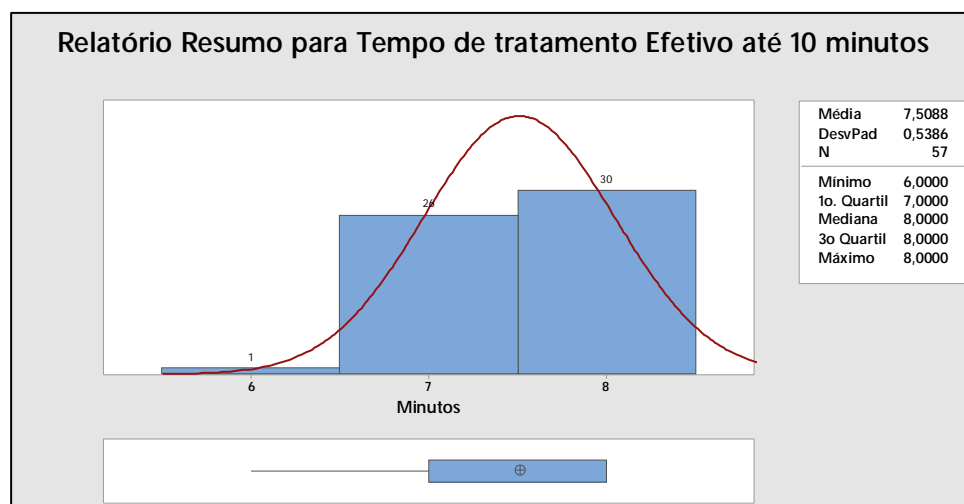 Relatório Resumo para Tempo de tratamento Efetivo até 10 minutos
1
26
30
6 7 8
Minutos
Média 7,5088
DesvPad 0,5386
N 57
Mínimo 6,0000
1o. Quartil 7,0000
Mediana 8,0000
3o Quartil 8,0000
Máximo 8,0000